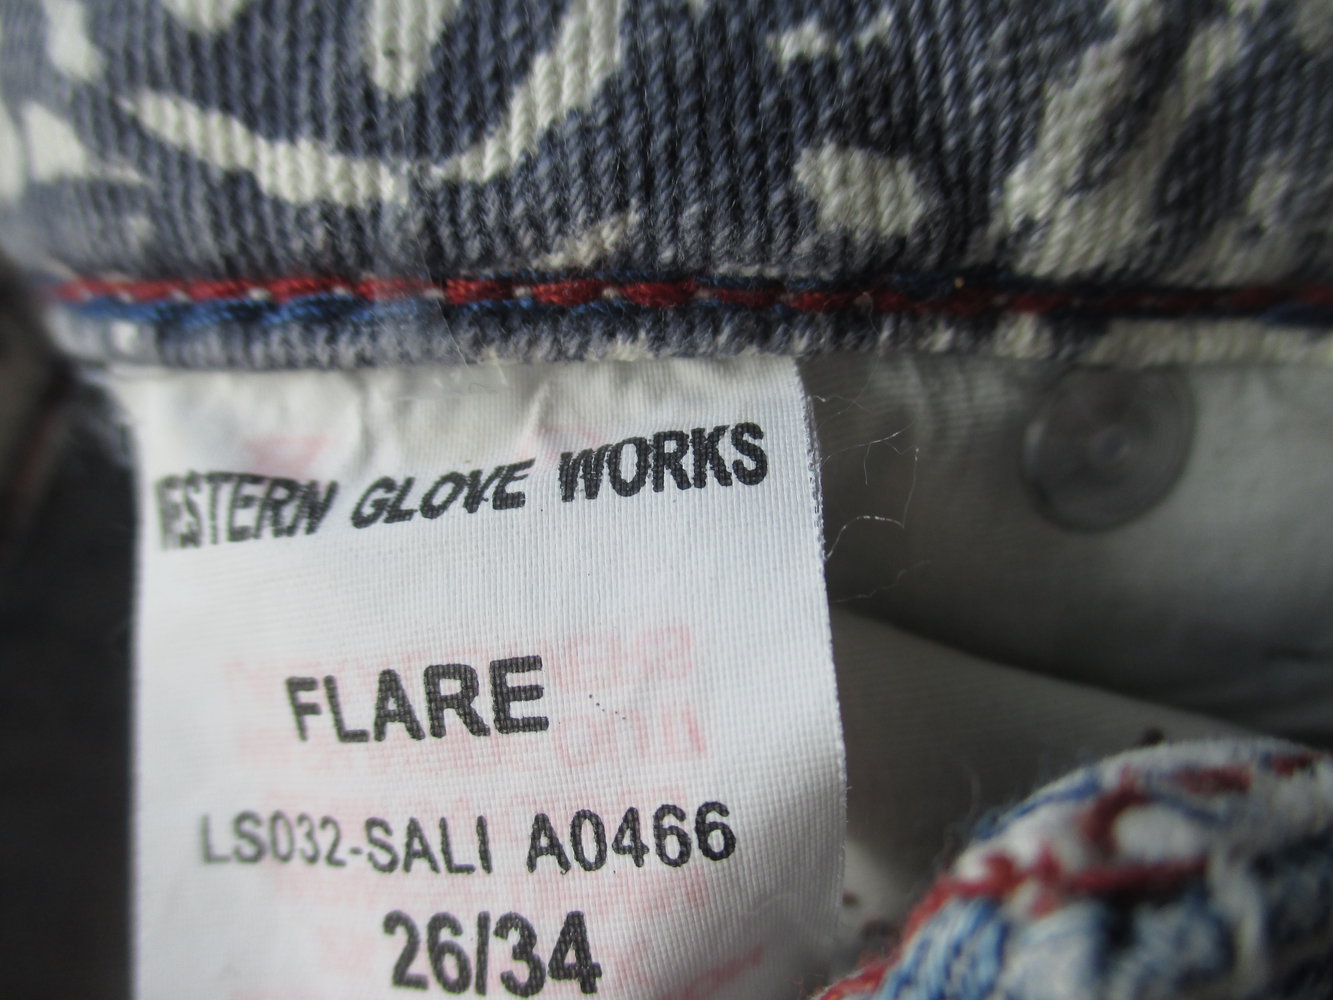 WESTERN GLOVE WORKS
FLARE
LS032-SALI A0466
26/34